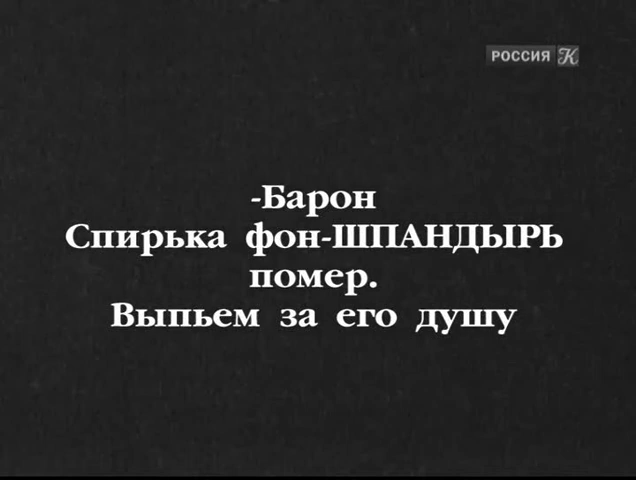 РОССИЯ К
-Барон
Спирька фон-ШПАНДЫРЬ
помер.
Выпьем за его душу